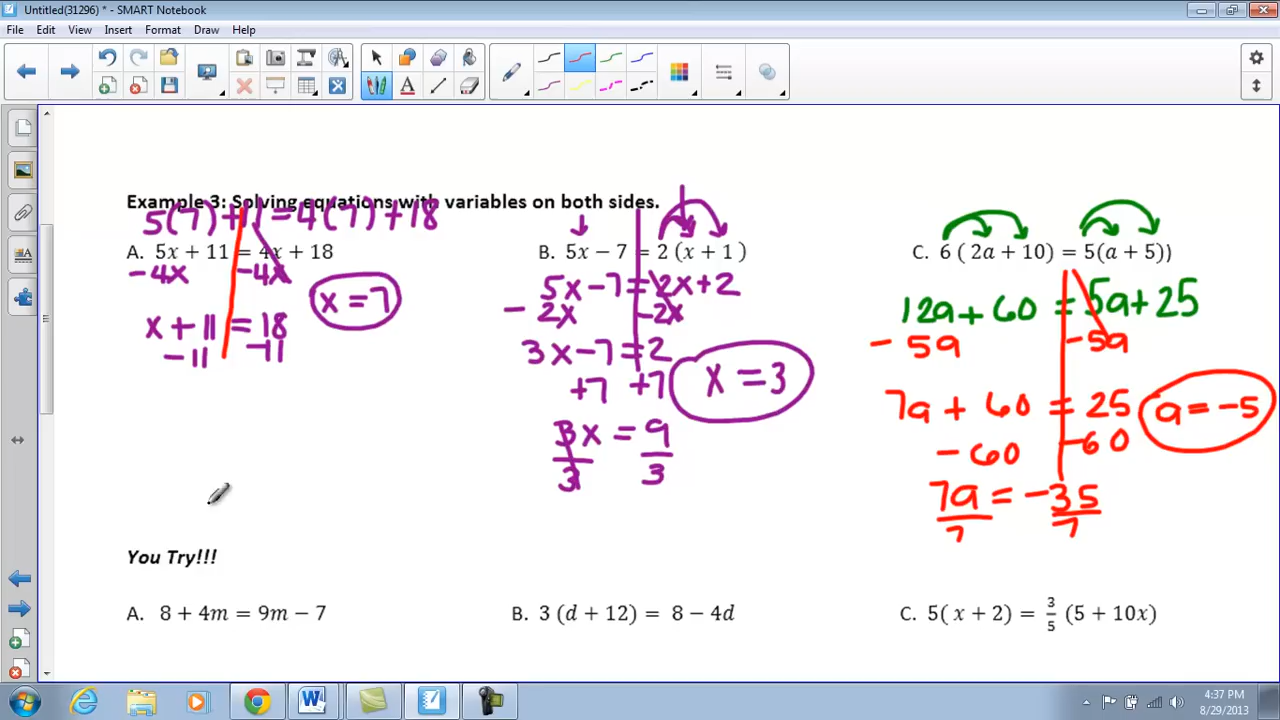 Untitled(31296) * - SMART Notebook
File Edit View Insert Format Draw Help
Example 3: Solving equations with variables on both sides.
5(7)+11=4(7)+18
A. 5x + 11 = 4x + 18
-4x -4x
x=7
x+11=18
-11 -11
B. 5x − 7 = 2 (x + 1 )
5x-7=2x+2
-2x -2x
3x-7=2
+7 +7
x=3
3x=9
3 3
C. 6 ( 2a + 10) = 5(a + 5))
12a+60=5a+25
-5a -5a
7a+60=25
a=-5
-60 -60
7a=-35
7 7
You Try!!!
A. 8 + 4m = 9m − 7
B. 3 (d + 12) = 8 − 4d
C. 5( x + 2) = 3/5 (5 + 10x)
4:37 PM
8/29/2013